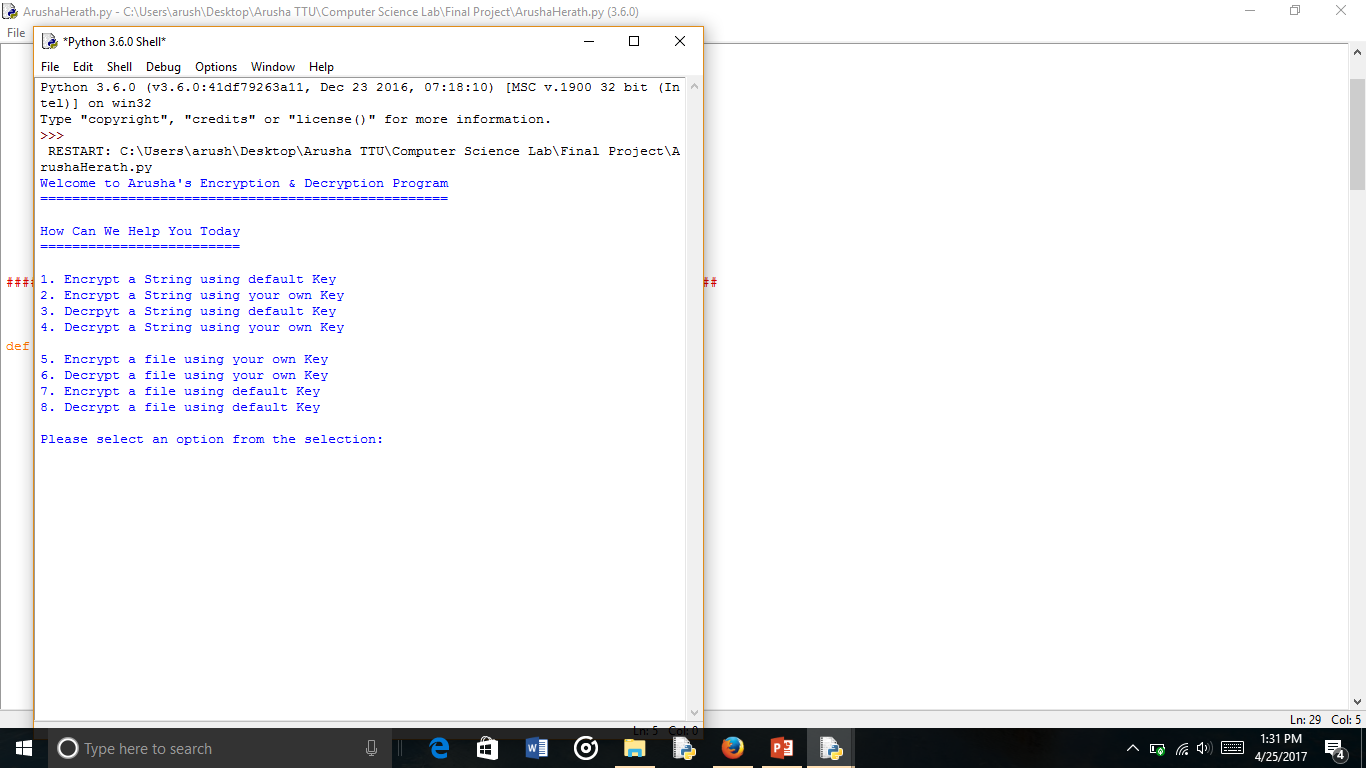 ArushaHerath.py - C:\Users\arush\Desktop\Arusha TTU\Computer Science Lab\Final Project\ArushaHerath.py (3.6.0)
File
*Python 3.6.0 Shell*
File Edit Shell Debug Options Window Help
Python 3.6.0 (v3.6.0:41df79263a11, Dec 23 2016, 07:18:10) [MSC v.1900 32 bit (In
tel)] on win32
Type "copyright", "credits" or "license()" for more information.
>>>
 RESTART: C:\Users\arush\Desktop\Arusha TTU\Computer Science Lab\Final Project\A
rushaHerath.py
Welcome to Arusha's Encryption & Decryption Program
===================================================
How Can We Help You Today
=========================
1. Encrypt a String using default Key
2. Encrypt a String using your own Key
3. Decrpyt a String using default Key
4. Decrypt a String using your own Key
5. Encrypt a file using your own Key
6. Decrypt a file using your own Key
7. Encrypt a file using default Key
8. Decrypt a file using default Key
Please select an option from the selection:
#### ##
def
Ln: 5 Col: 0
Ln: 29 Col: 5
Type here to search
1:31 PM
4/25/2017
4